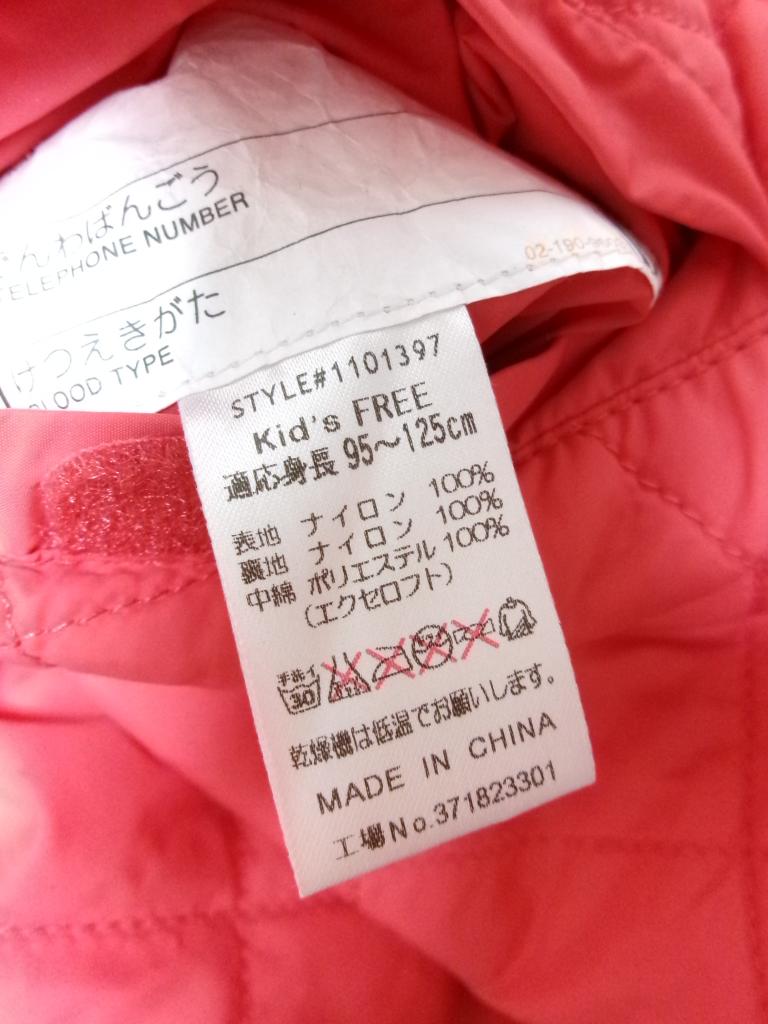 でんわばんごう
TELEPHONE NUMBER
けつえきがた
BLOOD TYPE
STYLE#1101397
Kid's FREE
適応身長 95〜125cm
表地 ナイロン 100%
裏地 ナイロン 100%
中綿 ポリエステル 100%
(エクセロフト)
手洗イ
30
乾燥機は低温でお願いします。
MADE IN CHINA
工場No.371823301